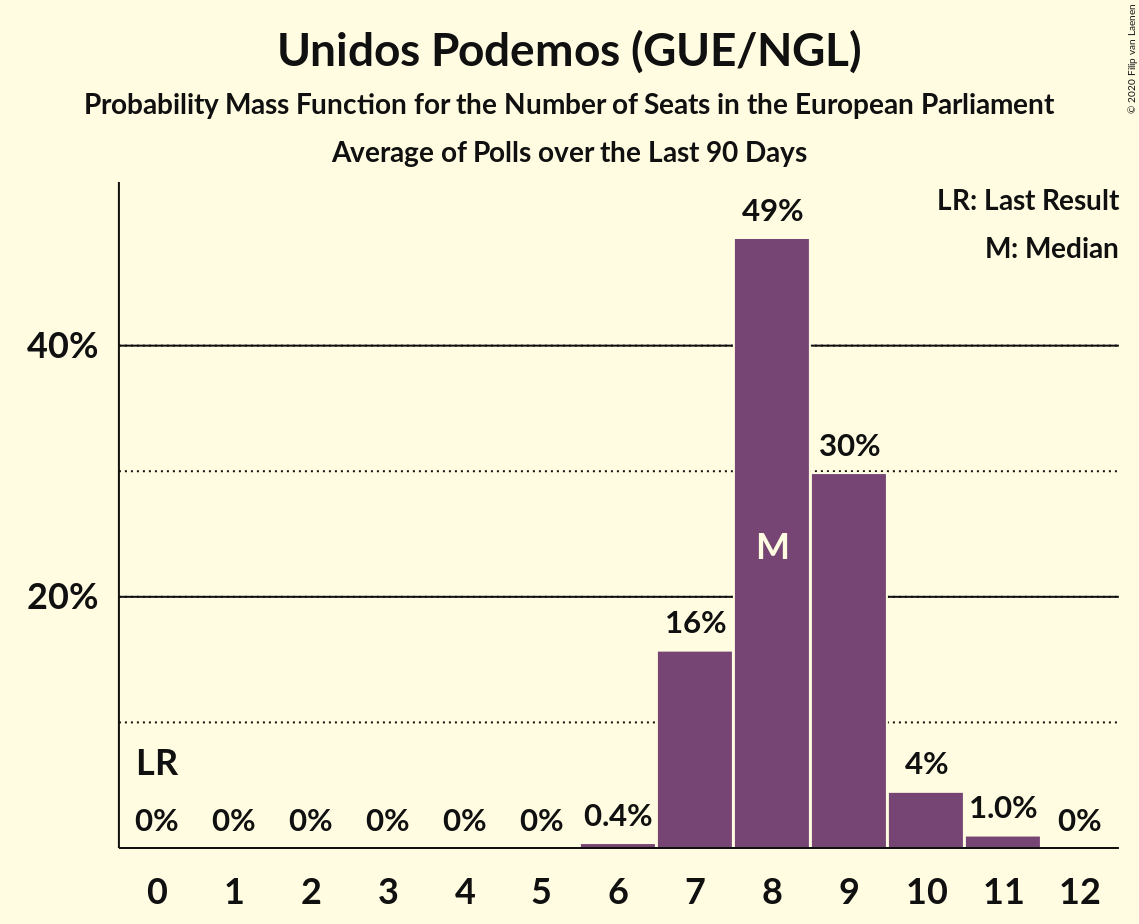 Unidos Podemos (GUE/NGL)
Probability Mass Function for the Number of Seats in the European Parliament
Average of Polls over the Last 90 Days
© 2020 Filip van Laenen
LR: Last Result
M: Median
49%
40%
30%
M
20%
16%
LR
4%
0% 0% 0% 0% 0% 0% 0.4% 1.0% 0%
0 1 2 3 4 5 6 7 8 9 10 11 12